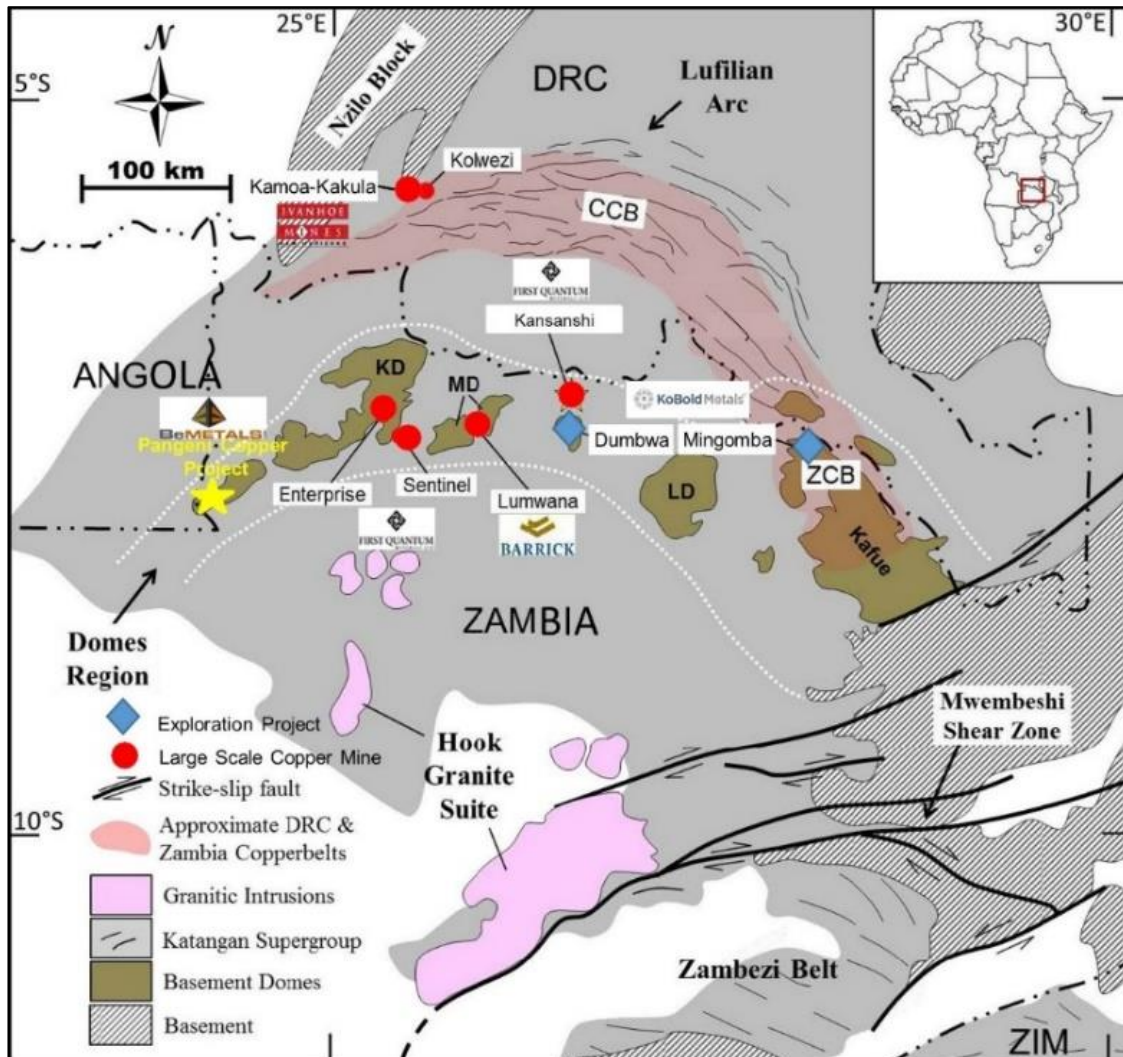 25°E
30°E
N
5°S
100 km
Nzilo Block
DRC
Lufilian
Arc
Kolwezi
Kamoa-Kakula
IVANHOE
MINES
CCB
FIRST QUANTUM
Kansanshi
ANGOLA
KD
MD
BeMETALS
Pangeni Copper
Project
KoBold Metals
Dumbwa
Mingomba
ZCB
Enterprise
Sentinel
Lumwana
LD
FIRST QUANTUM
BARRICK
Kafue
ZAMBIA
Domes
Region
Mwembeshi
Shear Zone
Exploration Project
Large Scale Copper Mine
Hook
Granite
Suite
Strike-slip fault
10°S
Approximate DRC &
Zambia Copperbelts
Granitic Intrusions
Katangan Supergroup
Basement Domes
Basement
Zambezi Belt
ZIM